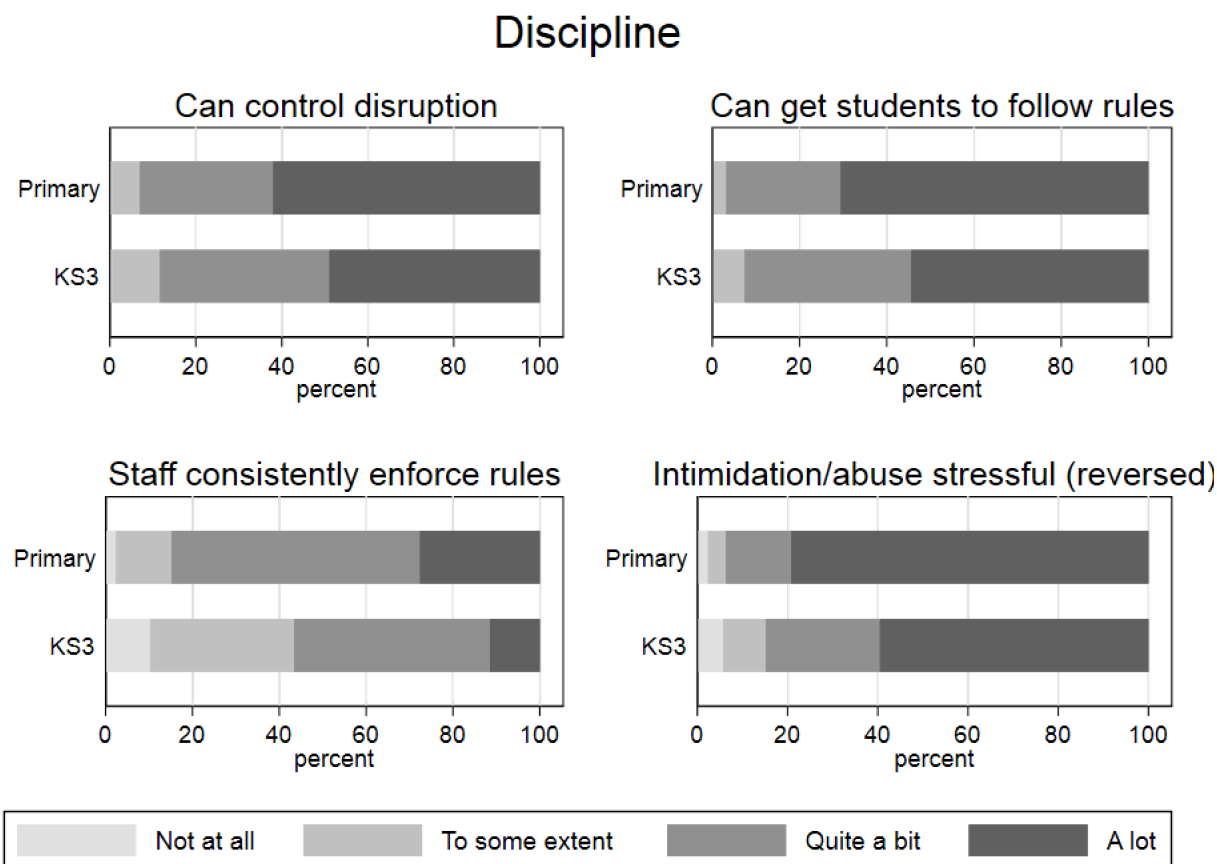 Discipline
Can control disruption
Primary
KS3
0 20 40 60 80 100
percent
Can get students to follow rules
Primary
KS3
0 20 40 60 80 100
percent
Staff consistently enforce rules
Primary
KS3
0 20 40 60 80 100
percent
Intimidation/abuse stressful (reversed)
Primary
KS3
0 20 40 60 80 100
percent
Not at all To some extent Quite a bit A lot